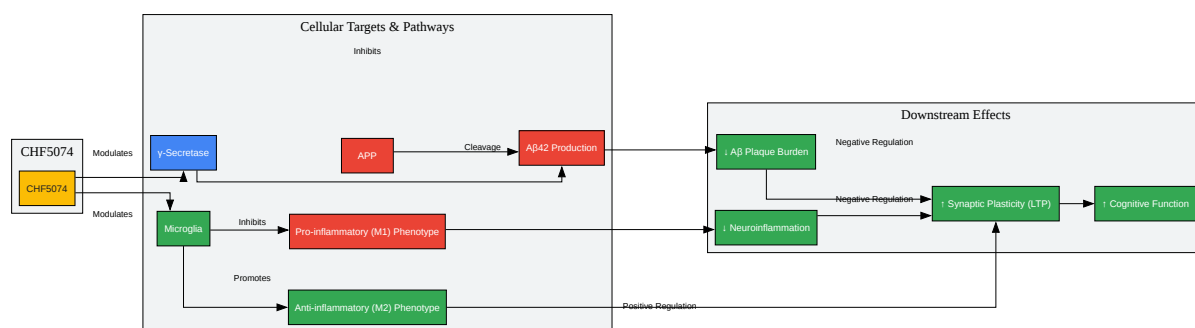 Cellular Targets & Pathways
Inhibits
Downstream Effects
CHF5074
CHF5074
Modulates
Modulates
γ-Secretase
APP
Cleavage
Aβ42 Production
↓ Aβ Plaque Burden
Negative Regulation
Negative Regulation
↑ Synaptic Plasticity (LTP)
↑ Cognitive Function
Microglia
Inhibits
Pro-inflammatory (M1) Phenotype
↓ Neuroinflammation
Promotes
Anti-inflammatory (M2) Phenotype
Positive Regulation